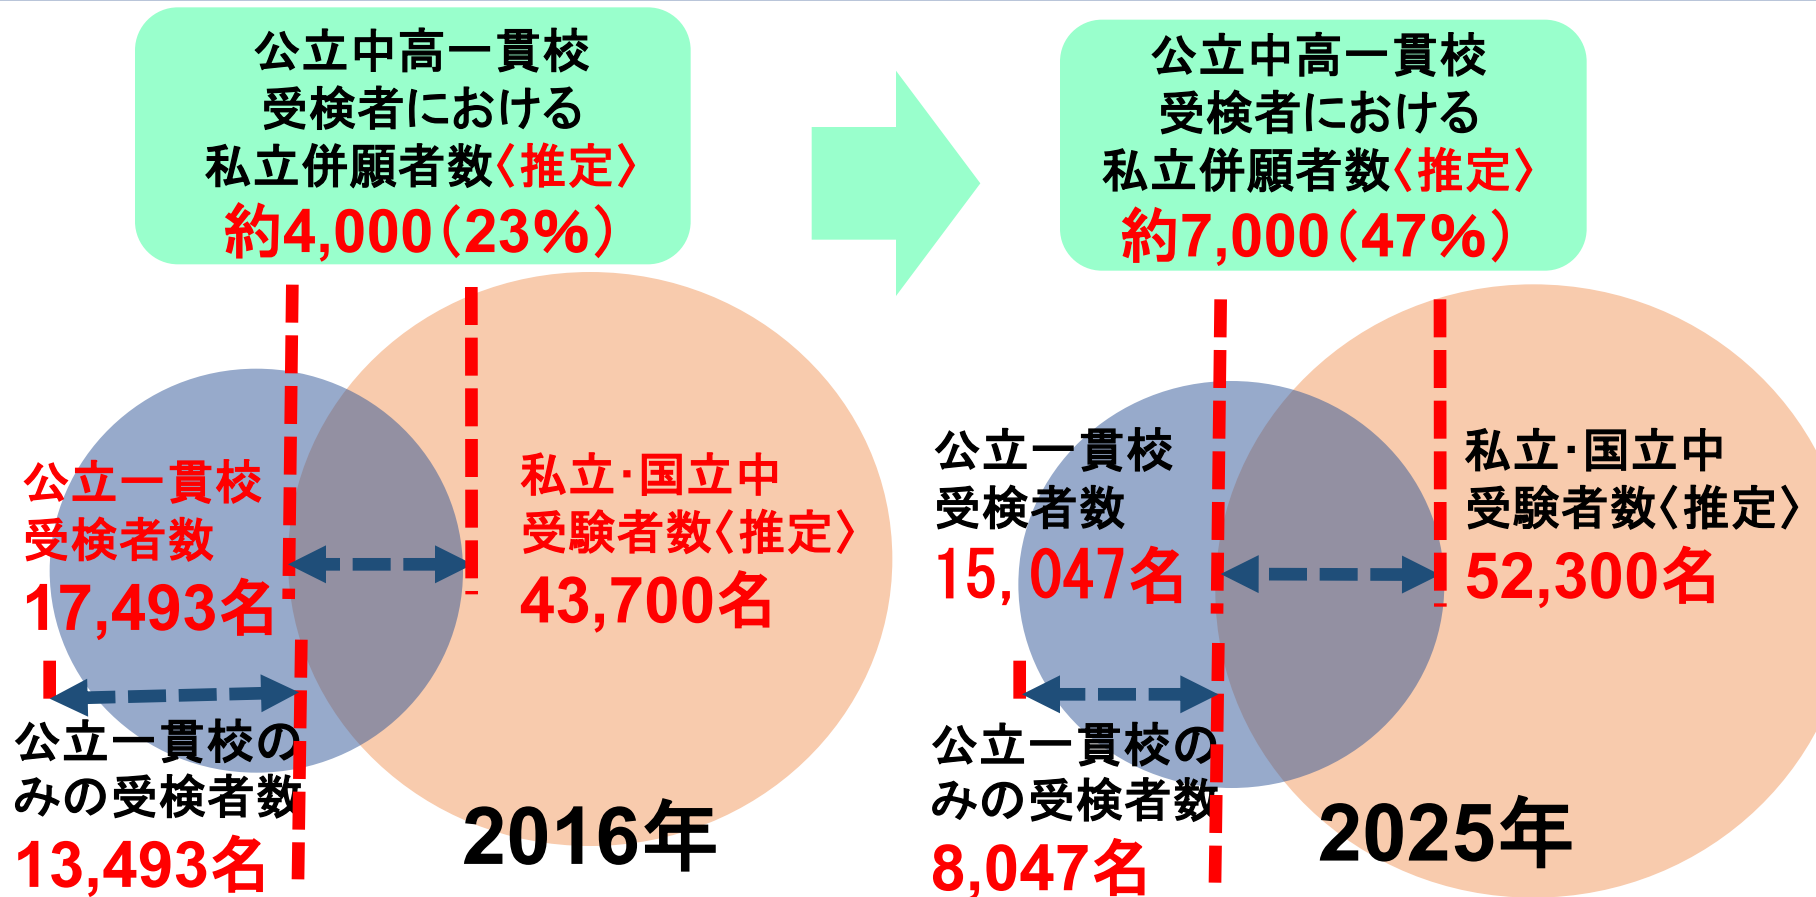 公立中高一貫校
受検者における
私立併願者数〈推定〉
約4,000(23%)
公立中高一貫校
受検者における
私立併願者数〈推定〉
約7,000(47%)
公立一貫校
受検者数
17,493名
私立・国立中
受験者数〈推定〉
43,700名
公立一貫校の
みの受検者数
13,493名
2016年
公立一貫校
受検者数
15,047名
私立・国立中
受験者数〈推定〉
52,300名
公立一貫校の
みの受検者数
8,047名
2025年